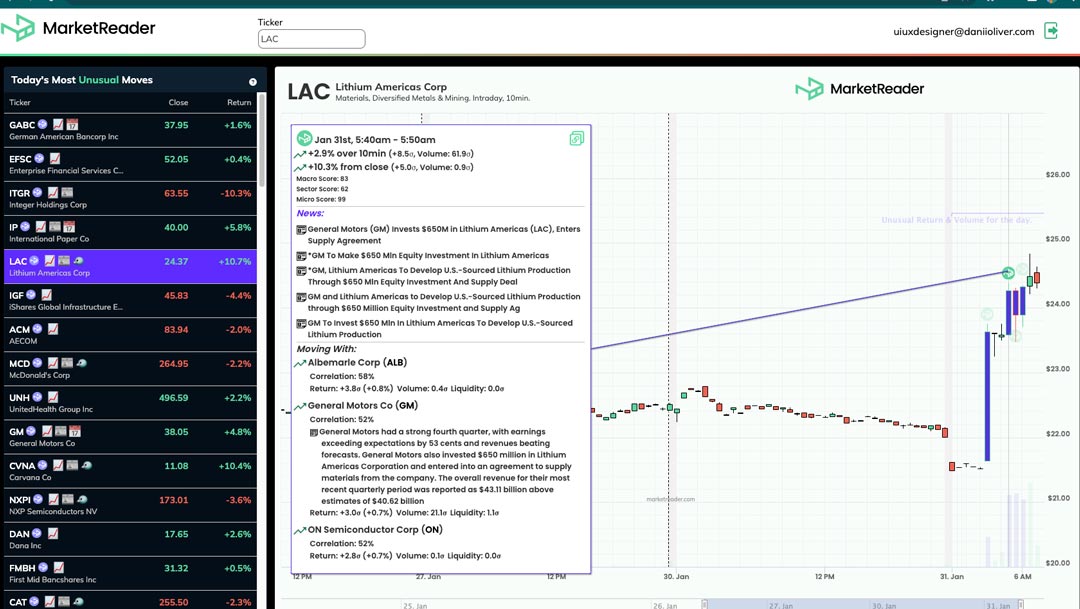 MarketReader
Ticker
LAC
uiuxdesigner@daniioliver.com
Today's Most Unusual Moves
?
Ticker Close Return
GABC 37.95 +1.6%
German American Bancorp Inc
EFSC 52.05 +0.4%
Enterprise Financial Services C...
ITGR 63.55 -10.3%
Integer Holdings Corp
IP 40.00 +5.8%
International Paper Co
LAC 24.37 +10.7%
Lithium Americas Corp
IGF 45.83 -4.4%
iShares Global Infrastructure E...
ACM 83.94 -2.0%
AECOM
MCD 264.95 -2.2%
McDonald's Corp
UNH 496.59 +2.2%
UnitedHealth Group Inc
GM 38.05 +4.8%
General Motors Co
CVNA 11.08 +10.4%
Carvana Co
NXPI 173.01 -3.6%
NXP Semiconductors NV
DAN 17.65 +2.6%
Dana Inc
FMBH 31.32 +0.5%
First Mid Bancshares Inc
CAT 255.50 -2.3%
LAC Lithium Americas Corp
Materials, Diversified Metals & Mining. Intraday, 10min.
MarketReader
Jan 31st, 5:40am - 5:50am
+2.9% over 10min (+8.5σ, Volume: 61.9σ)
+10.3% from close (+5.0σ, Volume: 0.9σ)
Macro Score: 83
Sector Score: 62
Micro Score: 99
News:
General Motors (GM) Invests $650M in Lithium Americas (LAC), Enters
Supply Agreement
*GM To Make $650 Mln Equity Investment In Lithium Americas
*GM, Lithium Americas To Develop U.S.-Sourced Lithium Production
Through $650 Mln Equity Investment And Supply Deal
GM and Lithium Americas to Develop U.S.-Sourced Lithium Production
through $650 Million Equity Investment and Supply Ag
GM To Invest $650 Mln In Lithium Americas To Develop U.S.-Sourced
Lithium Production
Moving With:
Albemarle Corp (ALB)
Correlation: 58%
Return: +3.8σ (+0.8%) Volume: 0.4σ Liquidity: 0.0σ
General Motors Co (GM)
Correlation: 52%
General Motors had a strong fourth quarter, with earnings
exceeding expectations by 53 cents and revenues beating
forecasts. General Motors also invested $650 million in Lithium
Americas Corporation and entered into an agreement to supply
materials from the company. The overall revenue for their most
recent quarterly period was reported as $43.11 billion above
estimates of $40.62 billion
Return: +3.0σ (+0.7%) Volume: 21.1σ Liquidity: 1.1σ
ON Semiconductor Corp (ON)
Correlation: 52%
Return: +2.8σ (+0.7%) Volume: 0.1σ Liquidity: 0.0σ
Unusual Return & Volume for the day.
$26.00
$25.00
$24.00
$23.00
$22.00
$21.00
$20.00
marketreader.com
12 PM 27. Jan 12 PM 30. Jan 12 PM 31. Jan 6 AM
25. Jan 26. Jan 27. Jan 30. Jan 31. Jan